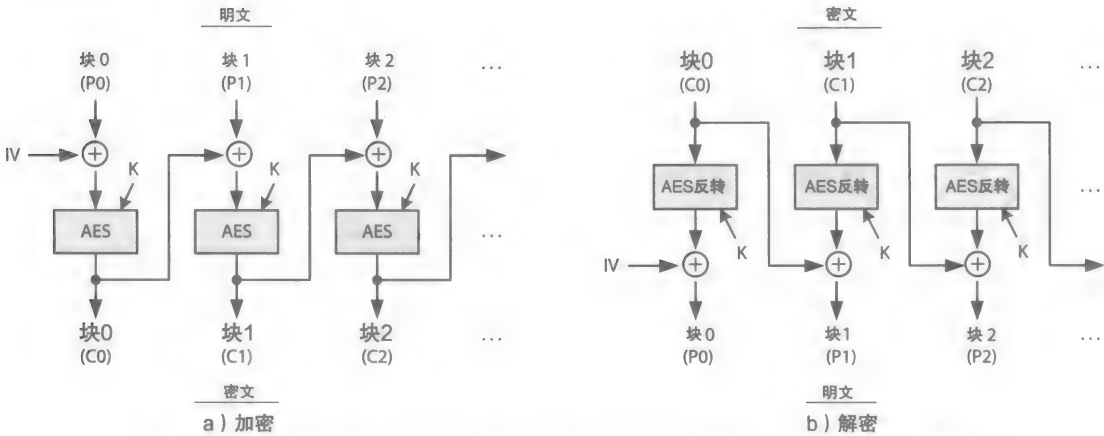 明文
块 0
(P0)
块 1
(P1)
块 2
(P2)
...
IV
K
K
K
AES
AES
AES
...
块0
(C0)
块1
(C1)
块2
(C2)
...
密文
a）加密
密文
块0
(C0)
块1
(C1)
块2
(C2)
...
AES反转
AES反转
AES反转
...
K
K
K
IV
块 0
(P0)
块 1
(P1)
块 2
(P2)
...
明文
b）解密